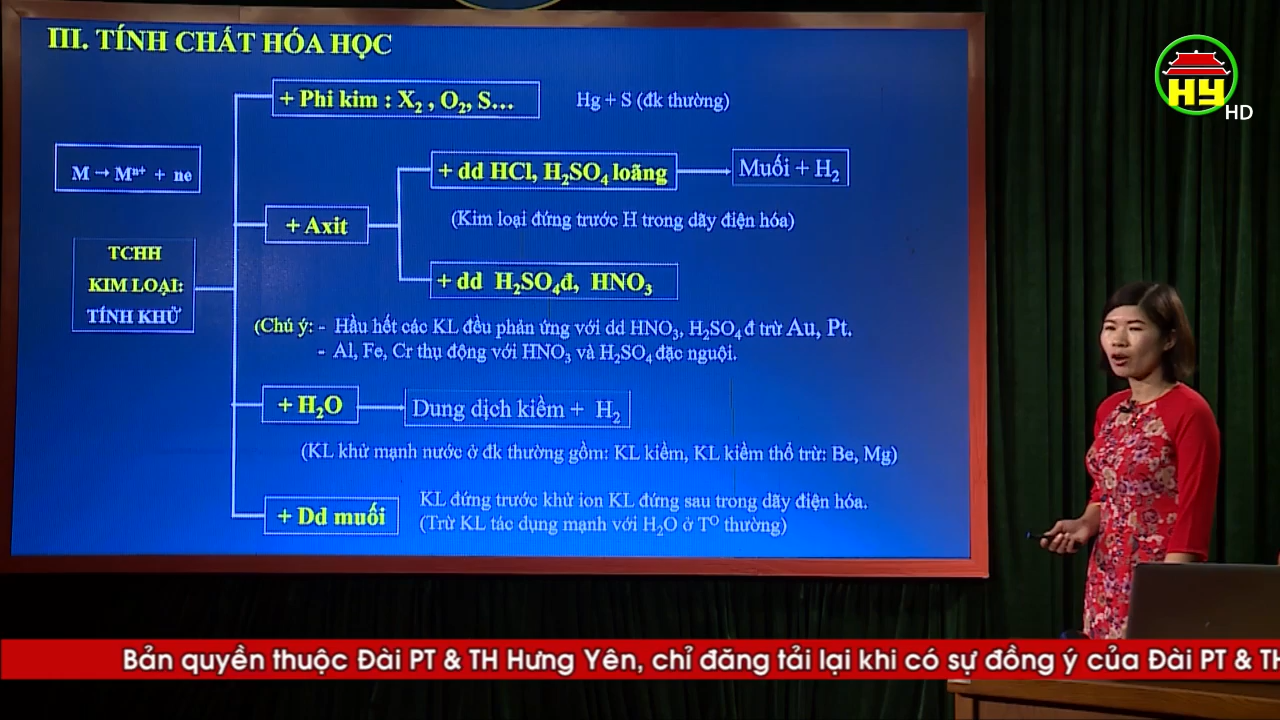 III. TÍNH CHẤT HÓA HỌC
+ Phi kim : X₂ , O₂, S...
Hg + S (đk thường)
M → Mⁿ⁺ + ne
+ dd HCl, H₂SO₄ loãng
Muối + H₂
(Kim loại đứng trước H trong dãy điện hóa)
+ Axit
+ dd H₂SO₄đ, HNO₃
TCHH
KIM LOẠI:
TÍNH KHỬ
(Chú ý: - Hầu hết các KL đều phản ứng với dd HNO₃, H₂SO₄ đ trừ Au, Pt.
- Al, Fe, Cr thụ động với HNO₃ và H₂SO₄ đặc nguội.
+ H₂O
Dung dịch kiềm + H₂
(KL khử mạnh nước ở đk thường gồm: KL kiềm, KL kiềm thổ trừ: Be, Mg)
+ Dd muối
KL đứng trước khử ion KL đứng sau trong dãy điện hóa.
(Trừ KL tác dụng mạnh với H₂O ở Tᴼ thường)
HY
HD
Bản quyền thuộc Đài PT & TH Hưng Yên, chỉ đăng tải lại khi có sự đồng ý của Đài PT & TH